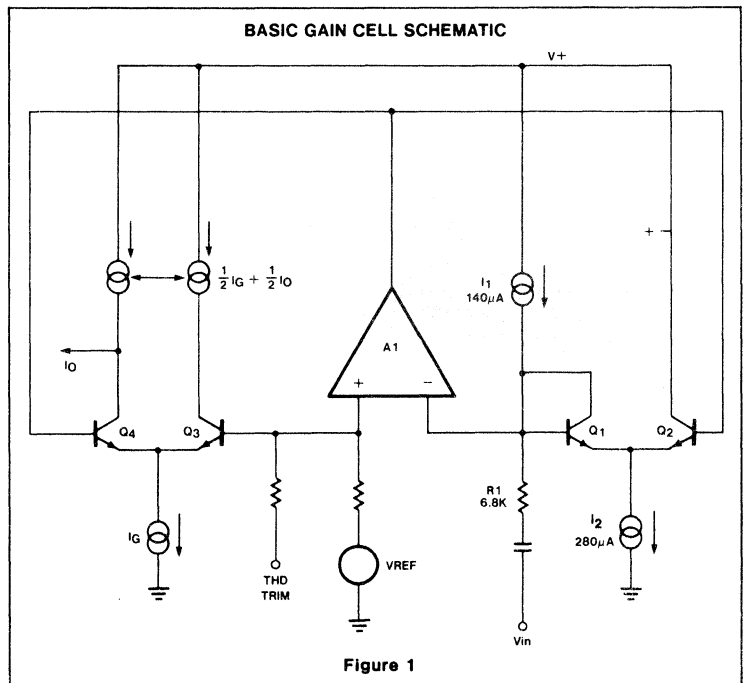 BASIC GAIN CELL SCHEMATIC
V+
+ -
1/2 IG + 1/2 IO
I1
140µA
IO
A1
+ -
Q4
Q3
Q1
Q2
R1
6.8K
IG
I2
280µA
THD
TRIM
VREF
Vin
Figure 1